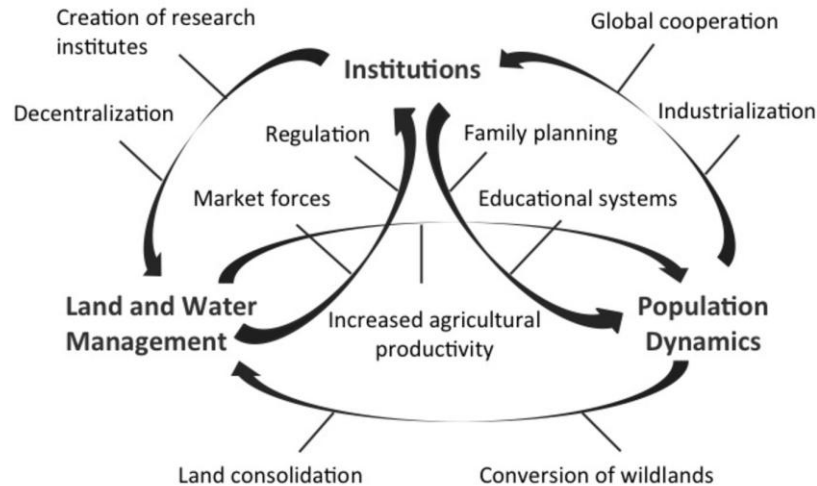 Creation of research
institutes
Global cooperation
Institutions
Decentralization
Industrialization
Regulation
Family planning
Market forces
Educational systems
Land and Water
Management
Increased agricultural
productivity
Population
Dynamics
Land consolidation
Conversion of wildlands